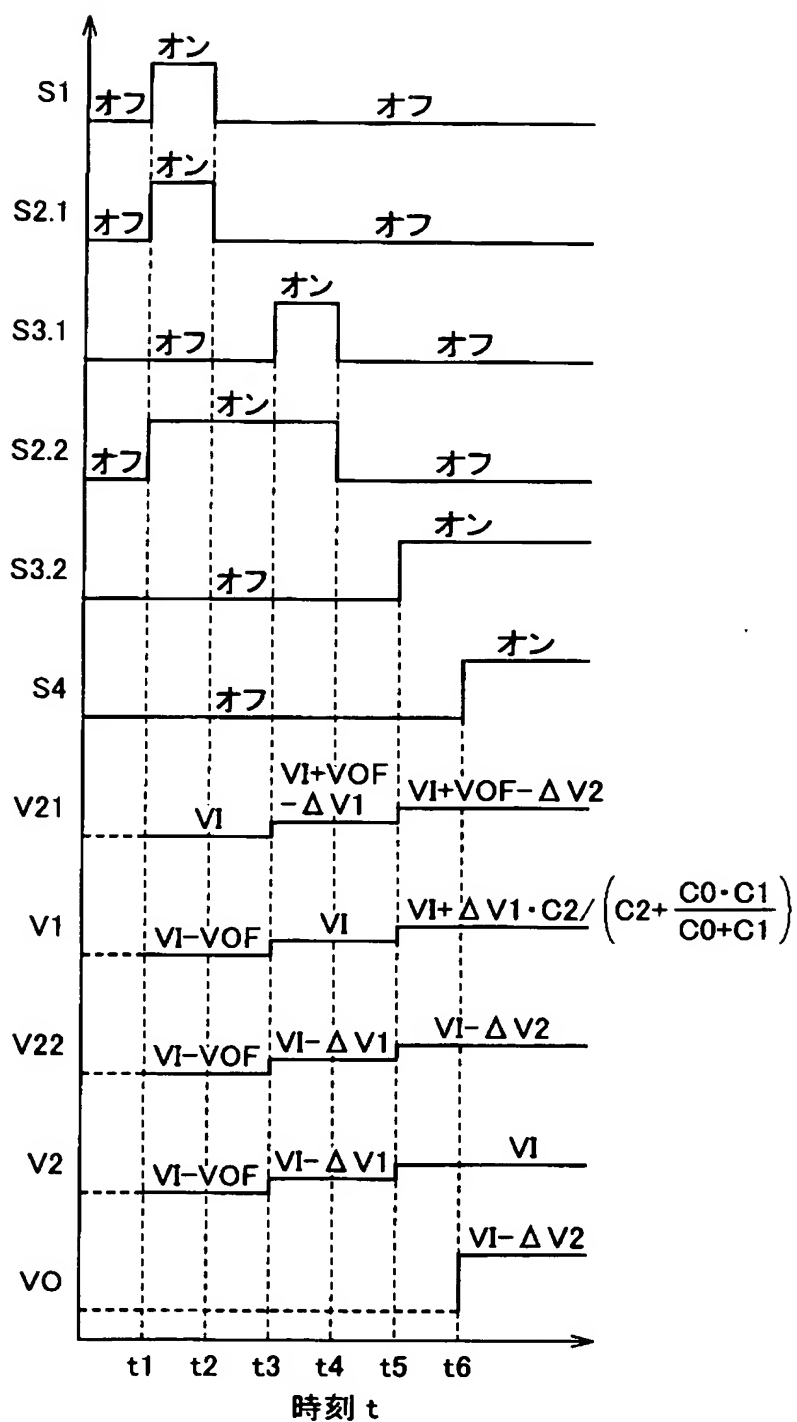 オン
S1 オフ オフ
オン
S2.1 オフ オフ
オン
S3.1 オフ オフ
オン
S2.2 オフ オフ
オン
S3.2 オフ
オン
S4 オフ
V21 VI VI+VOF
-ΔV1 VI+VOF-ΔV2
V1 VI-VOF VI VI+ΔV1·C2/(C2+C0·C1/C0+C1)
V22 VI-VOF VI-ΔV1 VI-ΔV2
V2 VI-VOF VI-ΔV1 VI
VO VI-ΔV2
t1 t2 t3 t4 t5 t6
時刻 t